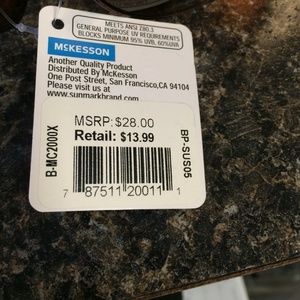 MEETS ANSI Z80.3
GENERAL PURPOSE UV REQUIREMENTS
BLOCKS MINIMUM 95% UVB, 60%UVA
McKESSON
Another Quality Product
Distributed By McKesson
One Post Street, San Francisco,CA 94104
Please visit us at
www.sunmarkbrand.com
B-MC2000X
MSRP: $28.00
Retail: $13.99
BP-SUS05
7 87511 20011 1